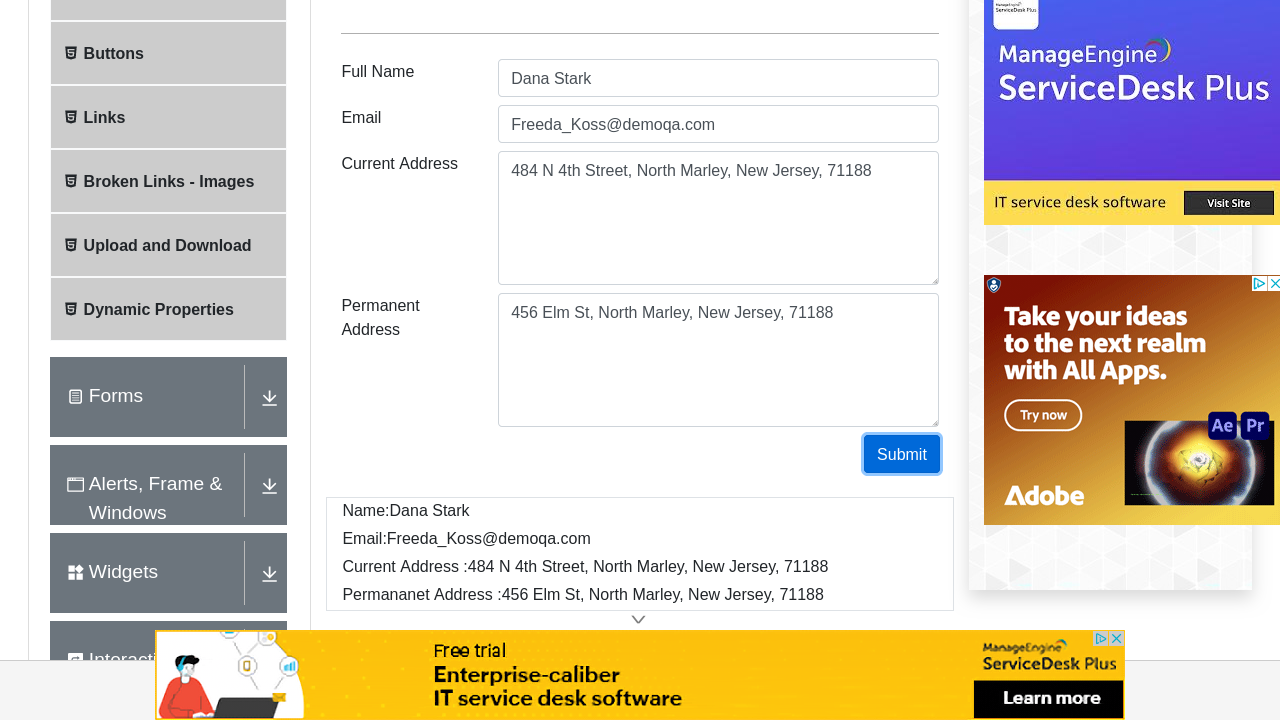 Buttons
Links
Broken Links - Images
Upload and Download
Dynamic Properties
Forms
Alerts, Frame &
Windows
Widgets
Full Name
Dana Stark
Email
Freeda_Koss@demoqa.com
Current Address
484 N 4th Street, North Marley, New Jersey, 71188
Permanent
Address
456 Elm St, North Marley, New Jersey, 71188
Submit
Name:Dana Stark
Email:Freeda_Koss@demoqa.com
Current Address :484 N 4th Street, North Marley, New Jersey, 71188
Permananet Address :456 Elm St, North Marley, New Jersey, 71188
ManageEngine
ServiceDesk Plus
IT service desk software
Visit Site
Take your ideas
to the next realm
with All Apps.
Try now
Ae Pr
Adobe
Free trial
Enterprise-caliber
IT service desk software
ManageEngine
ServiceDesk Plus
Learn more